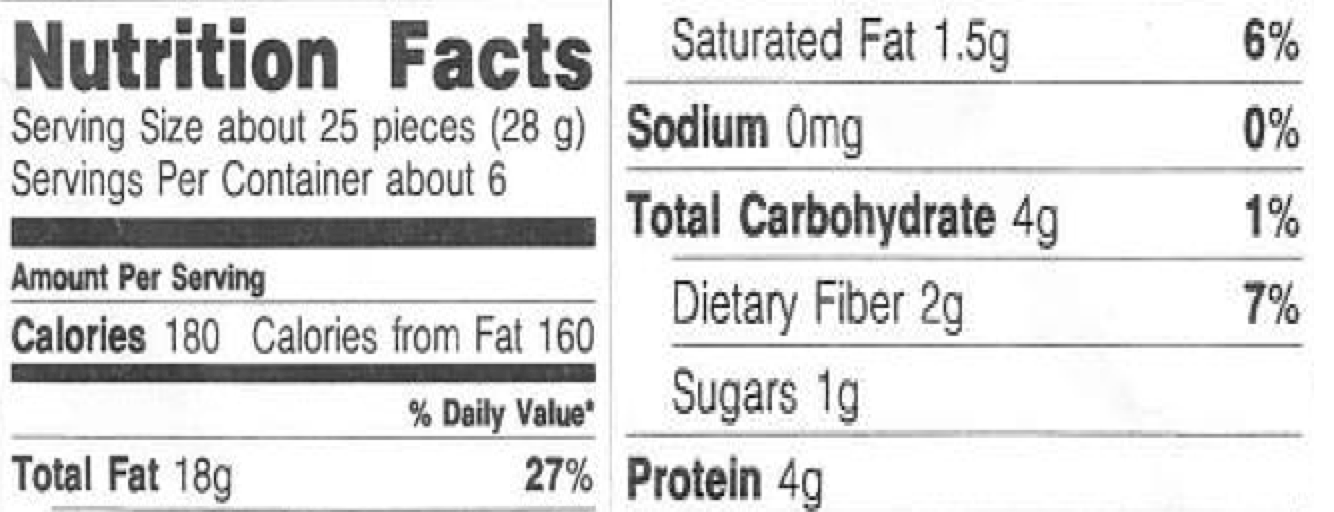 Nutrition Facts
Serving Size about 25 pieces (28 g)
Servings Per Container about 6
Amount Per Serving
Calories 180 Calories from Fat 160
% Daily Value*
Total Fat 18g 27%
Saturated Fat 1.5g 6%
Sodium 0mg 0%
Total Carbohydrate 4g 1%
Dietary Fiber 2g 7%
Sugars 1g
Protein 4g